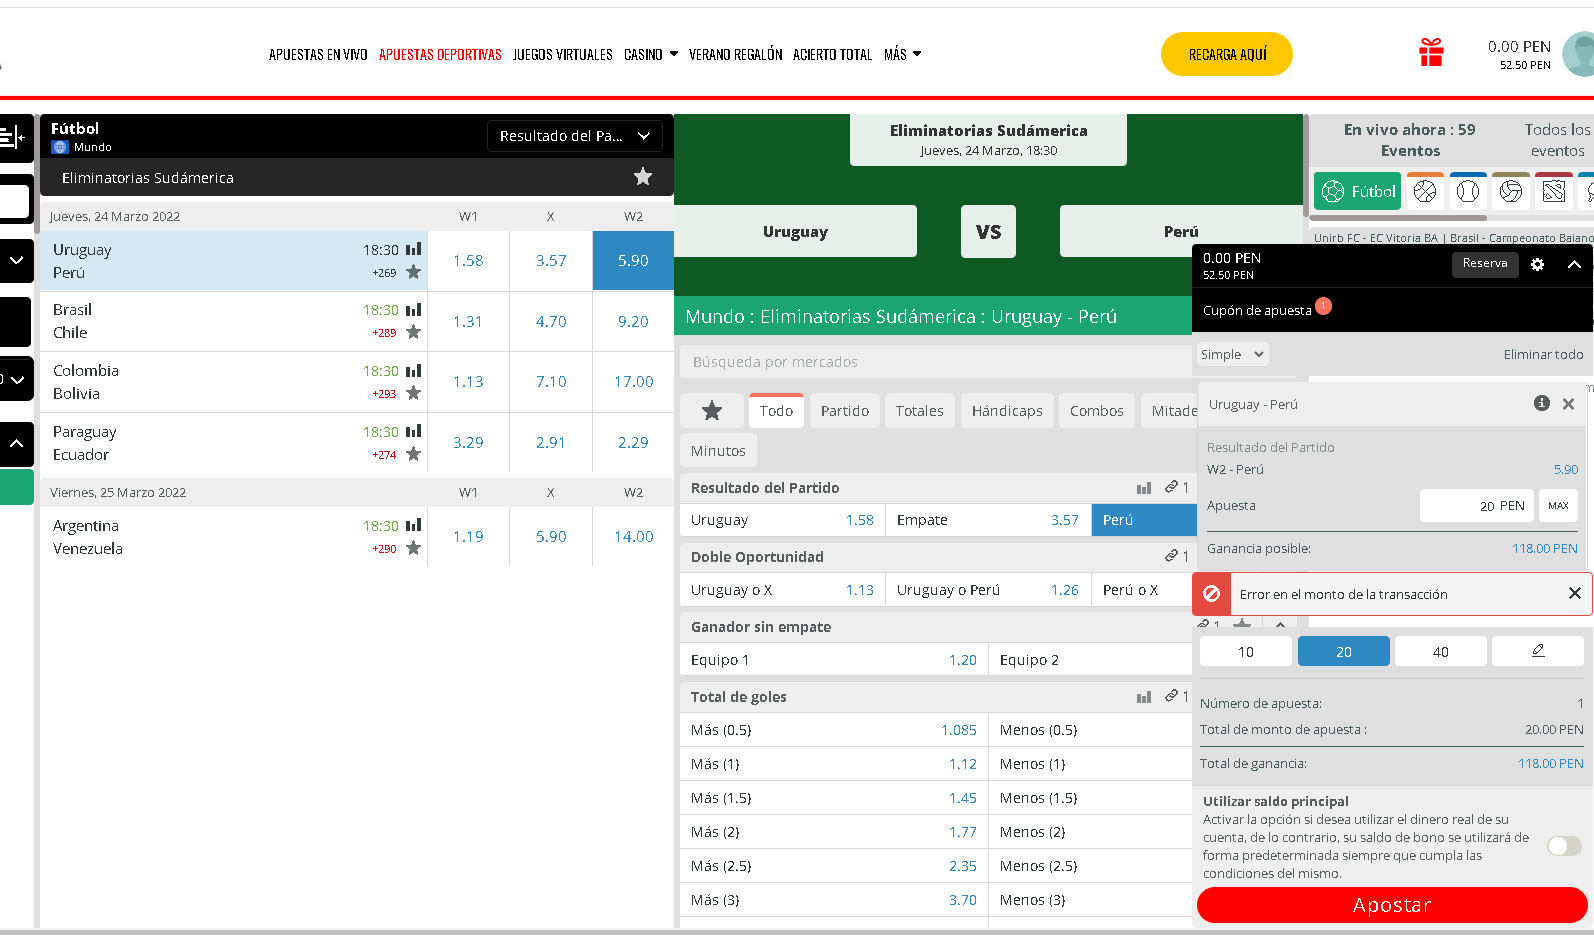 APUESTAS EN VIVO APUESTAS DEPORTIVAS JUEGOS VIRTUALES CASINO VERANO REGALÓN ACIERTO TOTAL MÁS
RECARGA AQUÍ
0.00 PEN
52.50 PEN
Fútbol
Mundo
Resultado del Pa...
Eliminatorias Sudámerica
Jueves, 24 Marzo 2022 W1 X W2
Uruguay 18:30
Perú +269
1.58 3.57 5.90
Brasil 18:30
Chile +289
1.31 4.70 9.20
Colombia 18:30
Bolivia +293
1.13 7.10 17.00
Paraguay 18:30
Ecuador +274
3.29 2.91 2.29
Viernes, 25 Marzo 2022 W1 X W2
Argentina 18:30
Venezuela +290
1.19 5.90 14.00
Eliminatorias Sudámerica
Jueves, 24 Marzo, 18:30
Uruguay VS Perú
Mundo : Eliminatorias Sudámerica : Uruguay - Perú
Búsqueda por mercados
Todo Partido Totales Hándicaps Combos Mitade
Minutos
Resultado del Partido 1
Uruguay 1.58 Empate 3.57 Perú
Doble Oportunidad 1
Uruguay o X 1.13 Uruguay o Perú 1.26 Perú o X
Ganador sin empate 1
Equipo 1 1.20 Equipo 2
Total de goles 1
Más (0.5) 1.085 Menos (0.5)
Más (1) 1.12 Menos (1)
Más (1.5) 1.45 Menos (1.5)
Más (2) 1.77 Menos (2)
Más (2.5) 2.35 Menos (2.5)
Más (3) 3.70 Menos (3)
En vivo ahora : 59
Eventos
Todos los
eventos
Fútbol
Unirb FC - EC Vitoria BA | Brasil - Campeonato Baiano
0.00 PEN
52.50 PEN
Reserva
Cupón de apuesta 1
Simple Eliminar todo
Uruguay - Perú
Resultado del Partido
W2 - Perú 5.90
Apuesta 20 PEN MAX
Ganancia posible: 118.00 PEN
Error en el monto de la transacción
10 20 40
Número de apuesta: 1
Total de monto de apuesta : 20.00 PEN
Total de ganancia: 118.00 PEN
Utilizar saldo principal
Activar la opción si desea utilizar el dinero real de su
cuenta, de lo contrario, su saldo de bono se utilizará de
forma predeterminada siempre que cumpla las
condiciones del mismo.
Apostar